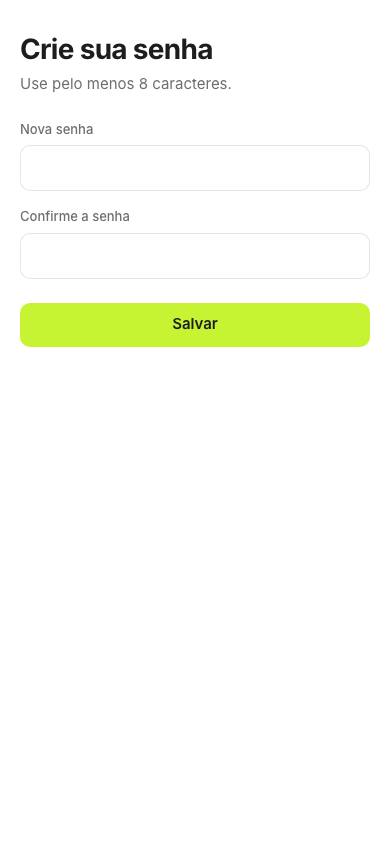 Crie sua senha
Use pelo menos 8 caracteres.
Nova senha
Confirme a senha
Salvar